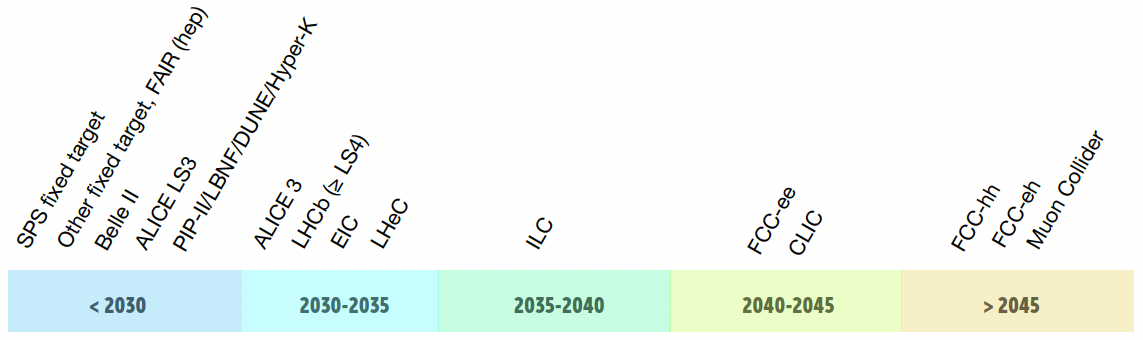 SPS fixed target
Other fixed target, FAIR (hep)
Belle II
ALICE LS3
PIP-II/LBNF/DUNE/Hyper-K
ALICE 3
LHCb (≥ LS4)
EIC
LHeC
ILC
FCC-ee
CLIC
FCC-hh
FCC-eh
Muon Collider
< 2030
2030-2035
2035-2040
2040-2045
> 2045